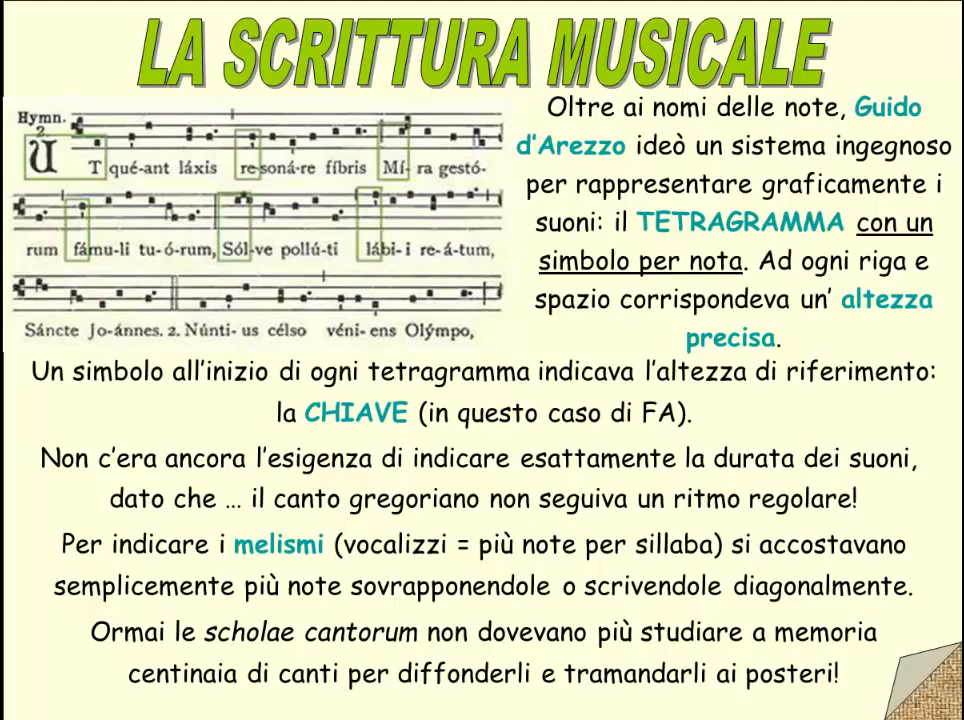 LA SCRITTURA MUSICALE
Hymn.
2.
U T qué-ant láxis re-soná-re fíbris Mí- ra gestó-
rum fámu-li tu-ó-rum, Sól-ve pollú-ti lábi-i re-á-tum,
Sáncte Jo-ánnes. 2. Núnti- us célso véni- ens Olýmpo,
Oltre ai nomi delle note, Guido
d'Arezzo ideò un sistema ingegnoso
per rappresentare graficamente i
suoni: il TETRAGRAMMA con un
simbolo per nota. Ad ogni riga e
spazio corrispondeva un' altezza
precisa.
Un simbolo all'inizio di ogni tetragramma indicava l'altezza di riferimento:
la CHIAVE (in questo caso di FA).
Non c'era ancora l'esigenza di indicare esattamente la durata dei suoni,
dato che … il canto gregoriano non seguiva un ritmo regolare!
Per indicare i melismi (vocalizzi = più note per sillaba) si accostavano
semplicemente più note sovrapponendole o scrivendole diagonalmente.
Ormai le scholae cantorum non dovevano più studiare a memoria
centinaia di canti per diffonderli e tramandarli ai posteri!